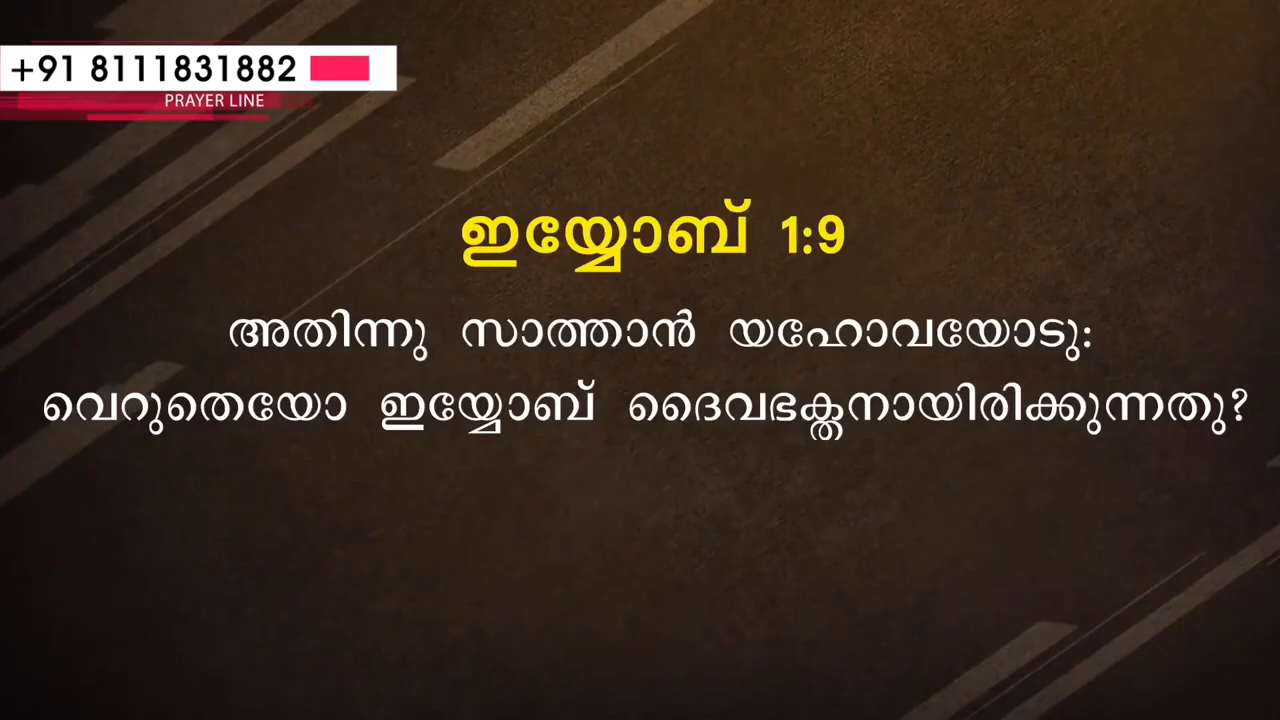 +91 8111831882
PRAYER LINE
ഇയ്യോബ് 1:9
അതിന്നു സാത്താൻ യഹോവയോടു:
വെറുതെയോ ഇയ്യോബ് ദൈവഭക്തനായിരിക്കുന്നതു?